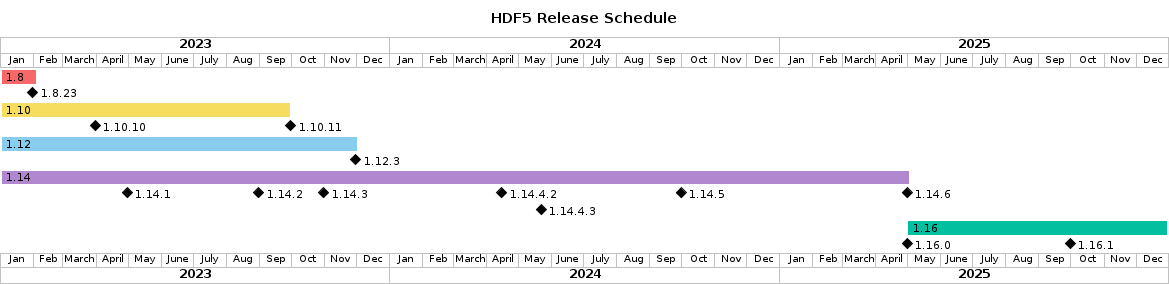 HDF5 Release Schedule
2023 2024 2025
Jan Feb March April May June July Aug Sep Oct Nov Dec Jan Feb March April May June July Aug Sep Oct Nov Dec Jan Feb March April May June July Aug Sep Oct Nov Dec
1.8
1.8.23
1.10
1.10.10 1.10.11
1.12
1.12.3
1.14
1.14.1 1.14.2 1.14.3 1.14.4.2 1.14.5 1.14.6
1.14.4.3
1.16
1.16.0 1.16.1
Jan Feb March April May June July Aug Sep Oct Nov Dec Jan Feb March April May June July Aug Sep Oct Nov Dec Jan Feb March April May June July Aug Sep Oct Nov Dec
2023 2024 2025